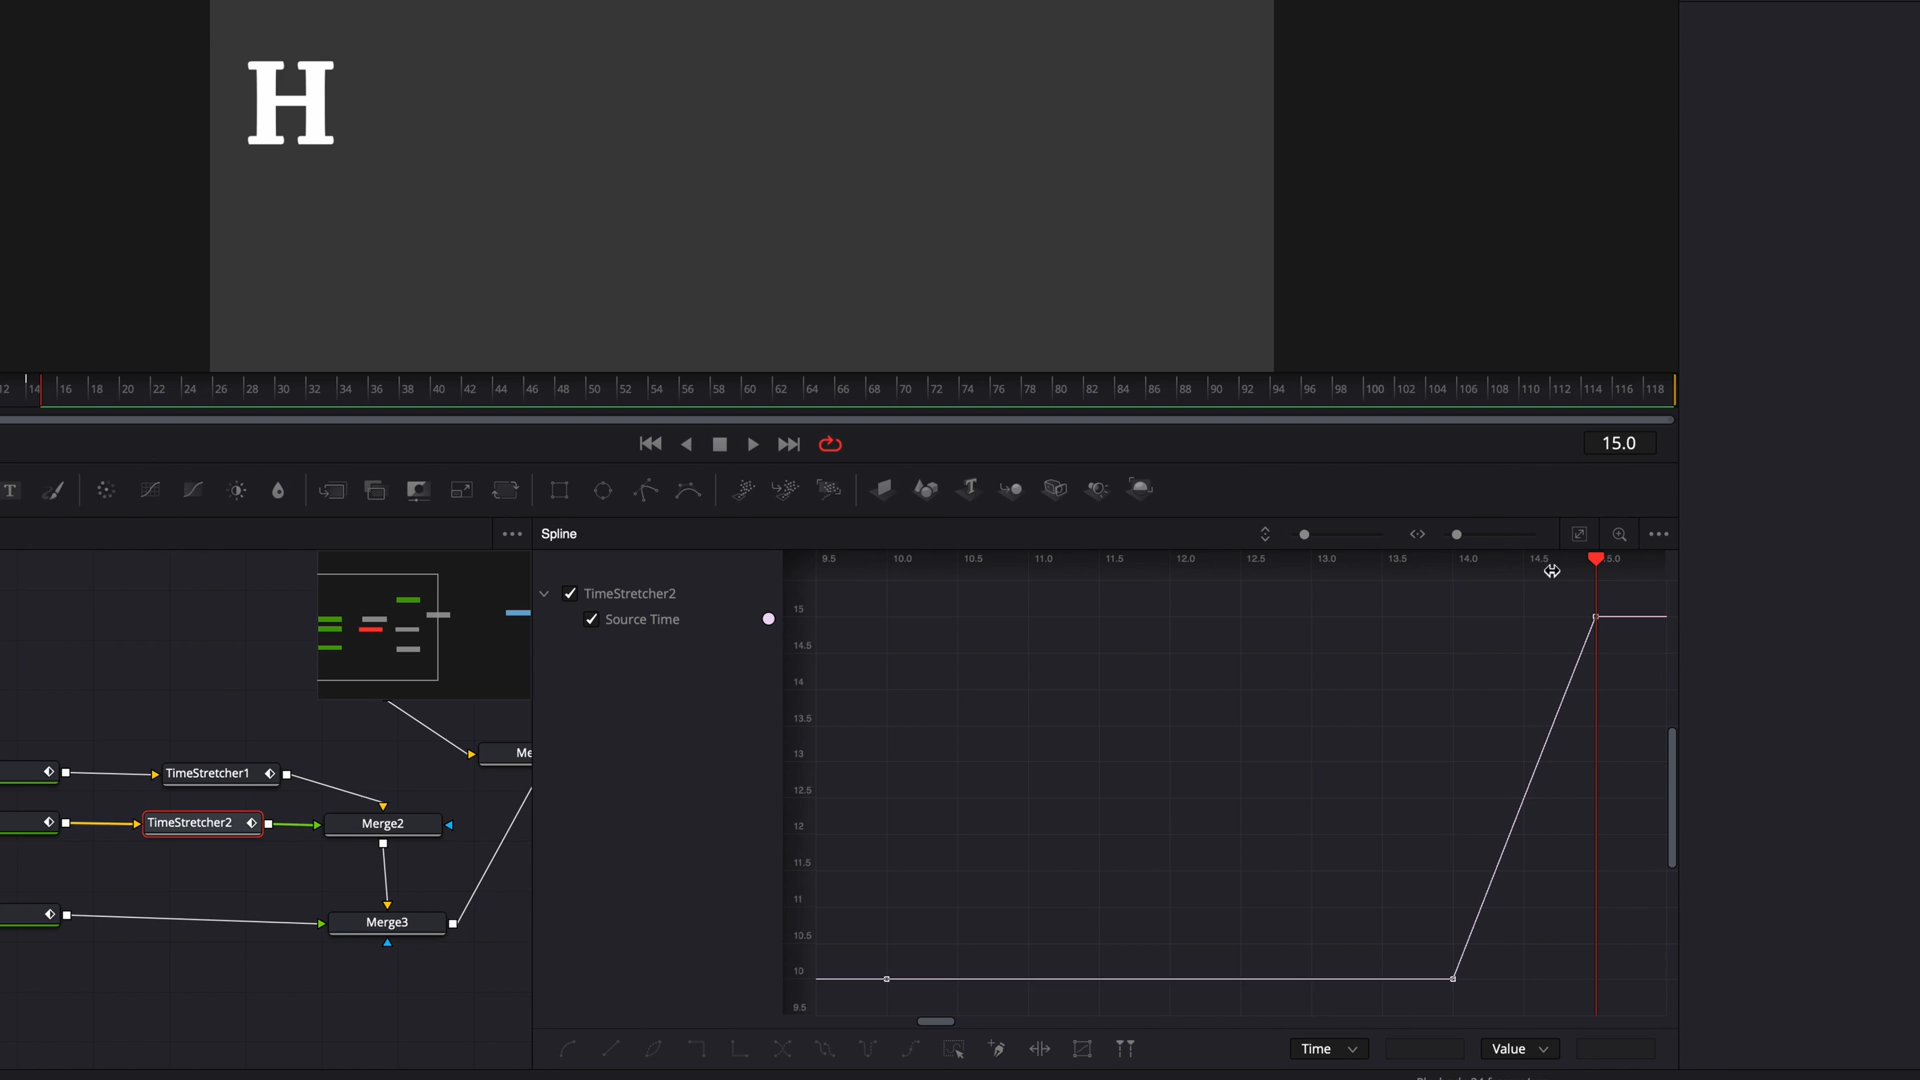 H
12 14 16 18 20 22 24 26 28 30 32 34 36 38 40 42 44 46 48 50 52 54 56 58 60 62 64 66 68 70 72 74 76 78 80 82 84 86 88 90 92 94 96 98 100 102 104 106 108 110 112 114 116 118
15.0
T
Spline
9.5 10.0 10.5 11.0 11.5 12.0 12.5 13.0 13.5 14.0 14.5 5.0
TimeStretcher2
Source Time
15
14.5
14
13.5
13
12.5
12
11.5
11
10.5
10
9.5
Me
TimeStretcher1
TimeStretcher2
Merge2
Merge3
Time
Value